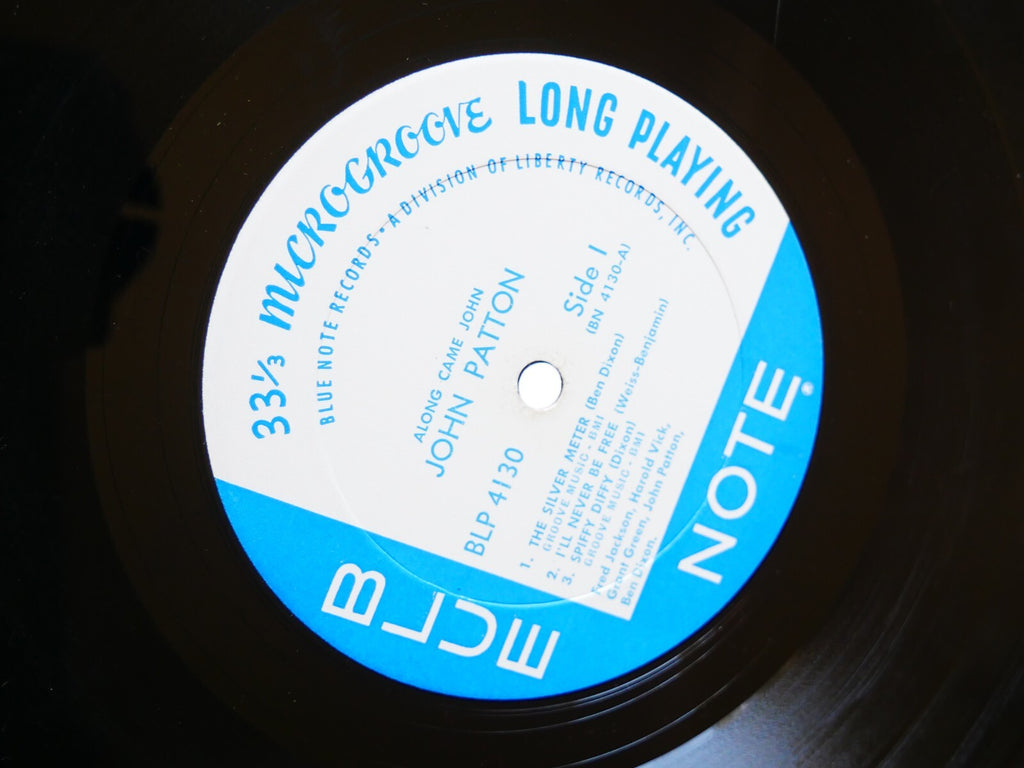 33⅓ MICROGROOVE LONG PLAYING
BLUE NOTE RECORDS • A DIVISION OF LIBERTY RECORDS, INC.
ALONG CAME JOHN
JOHN PATTON
BLP 4130
Side 1
(BN 4130-A)
1. THE SILVER METER (Ben Dixon)
GROOVE MUSIC - BMI
2. I'LL NEVER BE FREE (Weiss-Benjamin)
3. SPIFFY DIFFY (Dixon)
GROOVE MUSIC - BMI
Fred Jackson, Harold Vick,
Grant Green, John Patton,
Ben Dixon.
BLUE
NOTE®